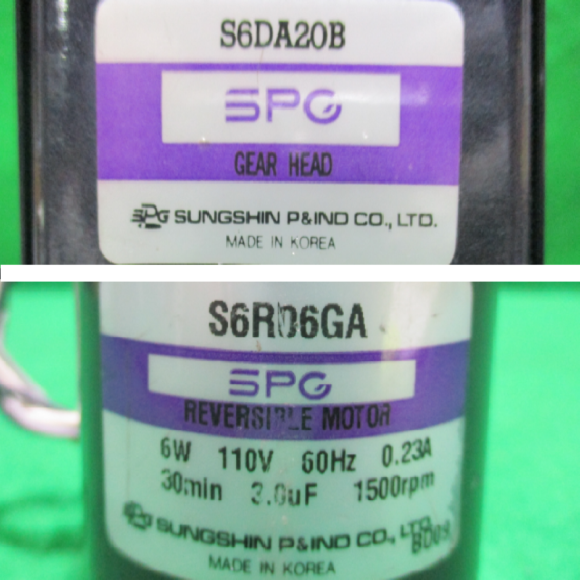 S6DA20B
SPG
GEAR HEAD
SPG SUNGSHIN P&IND CO., LTD.
MADE IN KOREA
S6R06GA
SPG
REVERSIBLE MOTOR
6W 110V 60Hz 0.23A
30min 3.0uF 1500rpm
SUNGSHIN P&IND CO., LTD.
MADE IN KOREA